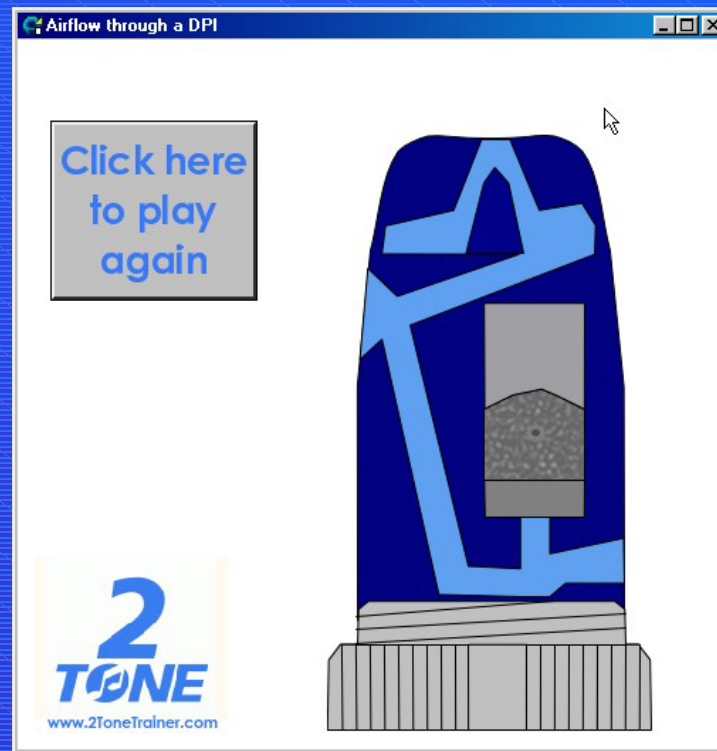 Airflow through a DPI
Click here
to play
again
2
TONE
www.2ToneTrainer.com